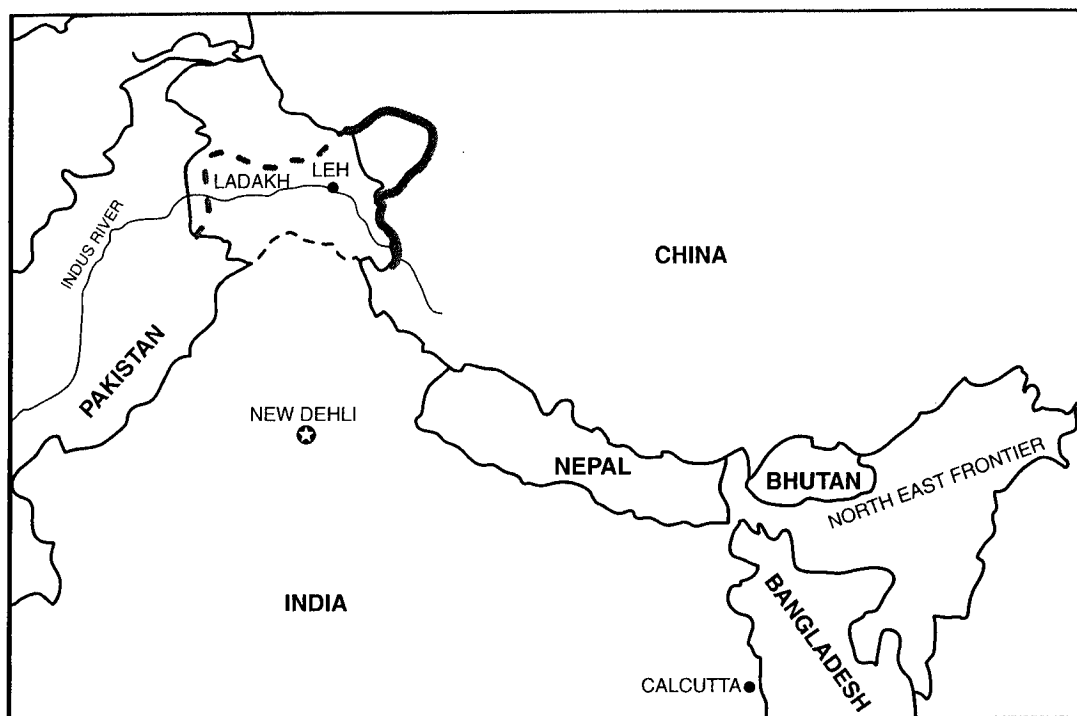 LEH
LADAKH
INDUS RIVER
CHINA
PAKISTAN
NEW DEHLI
NEPAL
BHUTAN
NORTH EAST FRONTIER
INDIA
BANGLADESH
CALCUTTA